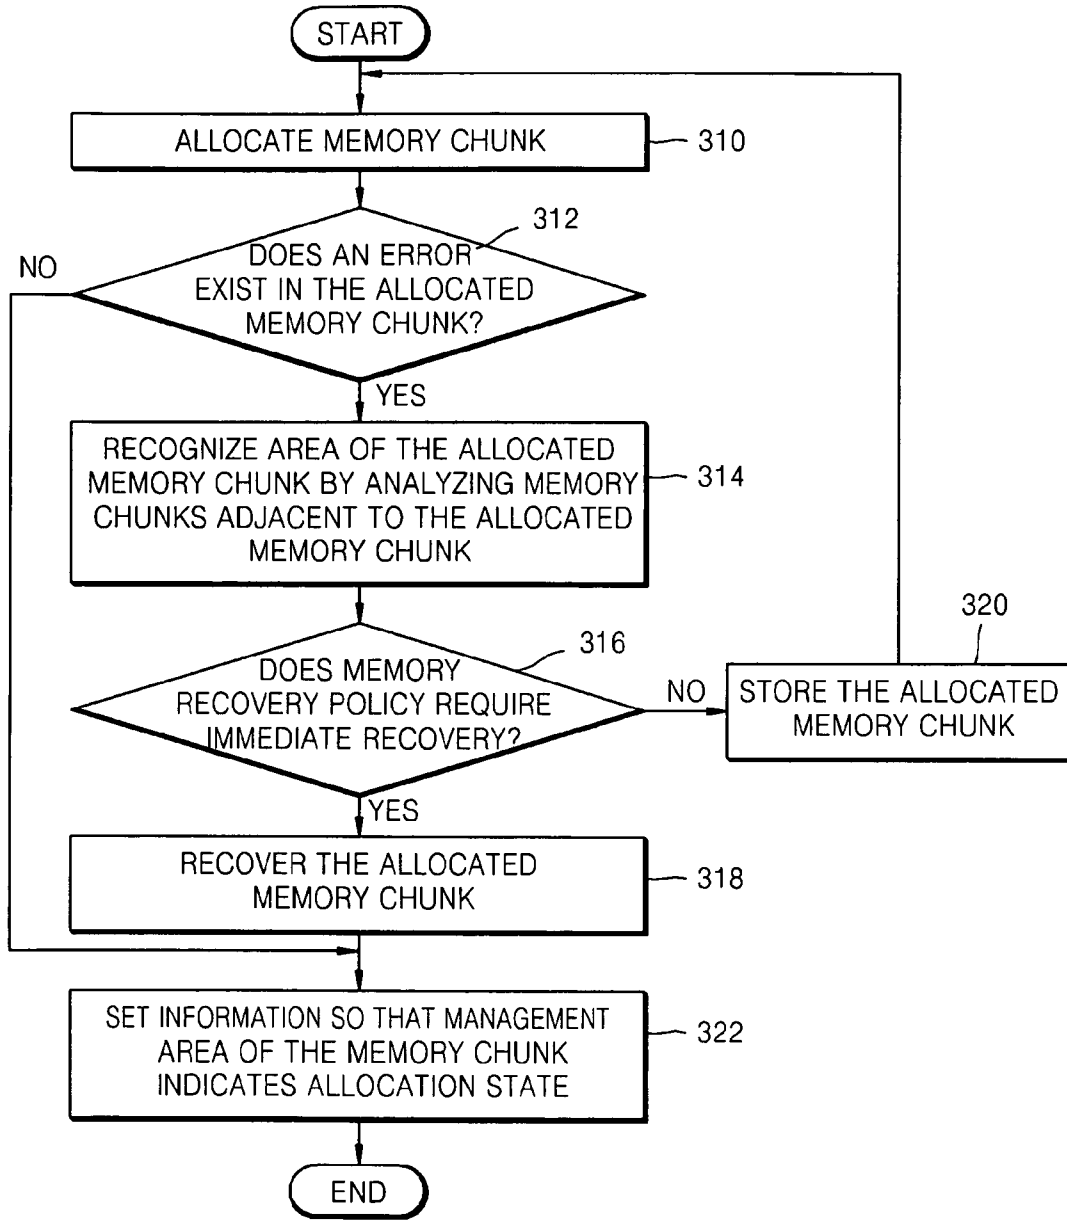 START
ALLOCATE MEMORY CHUNK
310
312
DOES AN ERROR
EXIST IN THE ALLOCATED
MEMORY CHUNK?
NO
YES
RECOGNIZE AREA OF THE ALLOCATED
MEMORY CHUNK BY ANALYZING MEMORY
CHUNKS ADJACENT TO THE ALLOCATED
MEMORY CHUNK
314
316
DOES MEMORY
RECOVERY POLICY REQUIRE
IMMEDIATE RECOVERY?
NO
320
STORE THE ALLOCATED
MEMORY CHUNK
YES
RECOVER THE ALLOCATED
MEMORY CHUNK
318
SET INFORMATION SO THAT MANAGEMENT
AREA OF THE MEMORY CHUNK
INDICATES ALLOCATION STATE
322
END